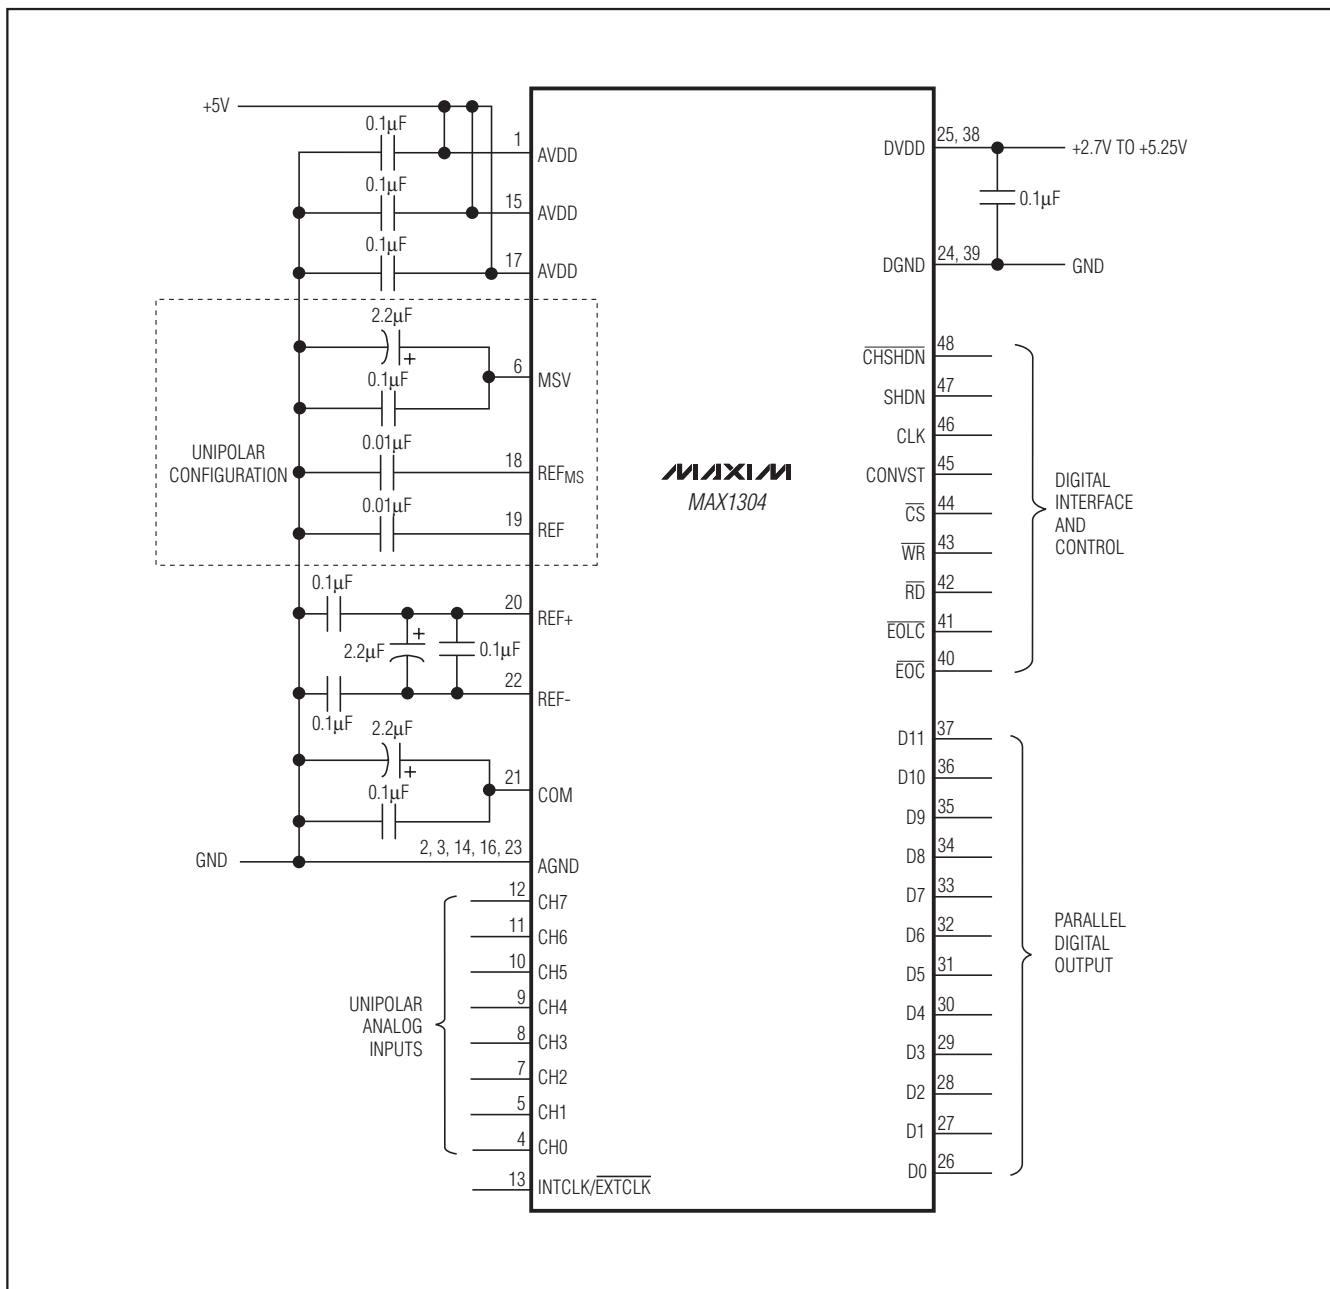 +5V
0.1µF
1
AVDD
0.1µF
15
AVDD
0.1µF
17
AVDD
2.2µF
+
6
MSV
0.1µF
UNIPOLAR
CONFIGURATION
0.01µF
18
REFMS
0.01µF
19
REF
0.1µF
20
REF+
+
2.2µF
0.1µF
22
REF-
0.1µF
2.2µF
+
21
COM
0.1µF
GND
2, 3, 14, 16, 23
AGND
12
CH7
11
CH6
10
CH5
9
CH4
8
CH3
7
CH2
5
CH1
4
CH0
UNIPOLAR
ANALOG
INPUTS
13
INTCLK/EXTCLK
MAXIM
MAX1304
DVDD
25, 38
+2.7V TO +5.25V
0.1µF
DGND
24, 39
GND
CHSHDN
48
SHDN
47
CLK
46
CONVST
45
CS
44
WR
43
RD
42
EOLC
41
EOC
40
DIGITAL
INTERFACE
AND
CONTROL
D11
37
D10
36
D9
35
D8
34
D7
33
D6
32
D5
31
D4
30
D3
29
D2
28
D1
27
D0
26
PARALLEL
DIGITAL
OUTPUT